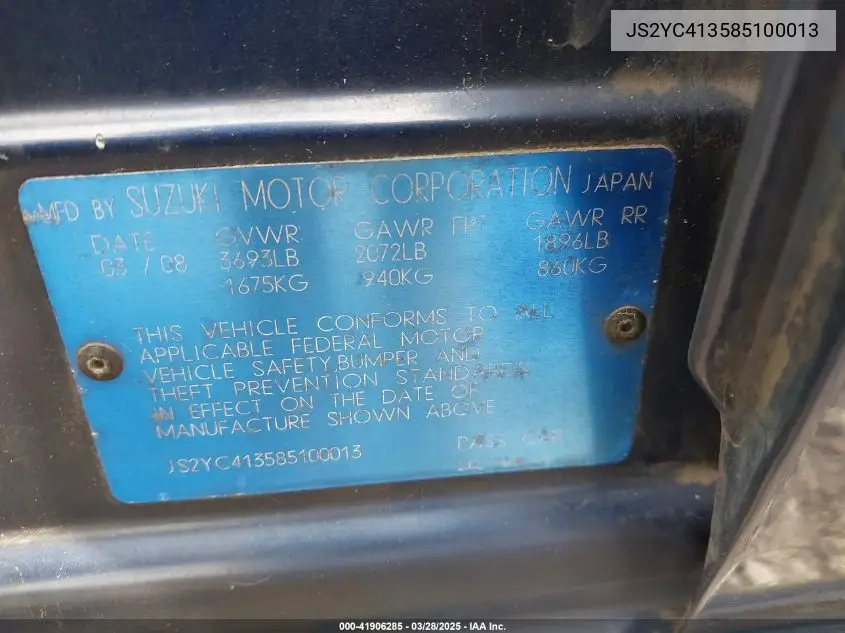 JS2YC413585100013
MFD BY SUZUKI MOTOR CORPORATION JAPAN
DATE GVWR GAWR FRT GAWR RR
03 / 08 3693LB 2072LB 1896LB
1675KG 940KG 860KG
THIS VEHICLE CONFORMS TO ALL
APPLICABLE FEDERAL MOTOR
VEHICLE SAFETY,BUMPER AND
THEFT PREVENTION STANDARDS
IN EFFECT ON THE DATE OF
MANUFACTURE SHOWN ABOVE
JS2YC413585100013 PASS CAR
000-41906285 - 03/28/2025 - IAA Inc.